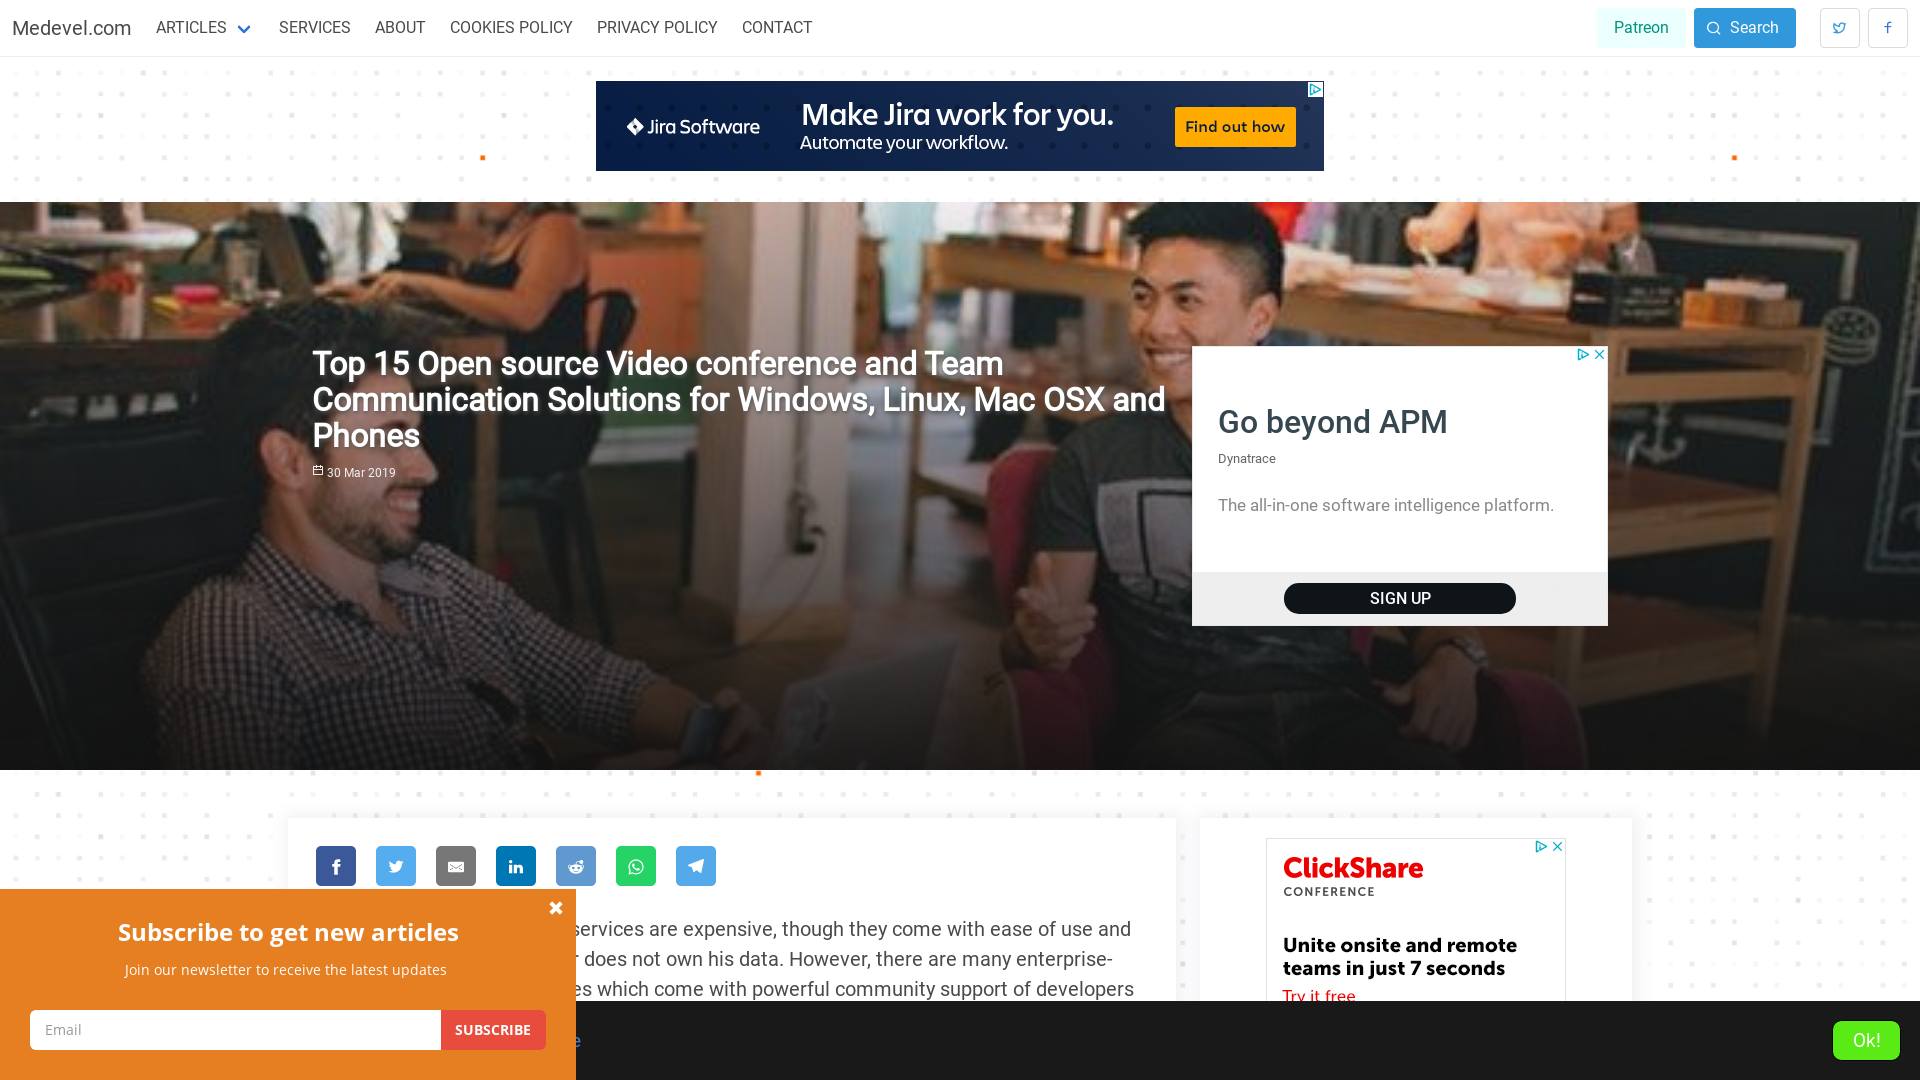 Medevel.com
ARTICLES
SERVICES
ABOUT
COOKIES POLICY
PRIVACY POLICY
CONTACT
Patreon
Search
Jira Software
Make Jira work for you.
Automate your workflow.
Find out how
Top 15 Open source Video conference and Team
Communication Solutions for Windows, Linux, Mac OSX and
Phones
30 Mar 2019
Go beyond APM
Dynatrace
The all-in-one software intelligence platform.
SIGN UP
services are expensive, though they come with ease of use and
does not own his data. However, there are many enterprise-
which come with powerful community support of developers
ClickShare
CONFERENCE
Unite onsite and remote
teams in just 7 seconds
Try it free
Subscribe to get new articles
Join our newsletter to receive the latest updates
Email
SUBSCRIBE
Ok!